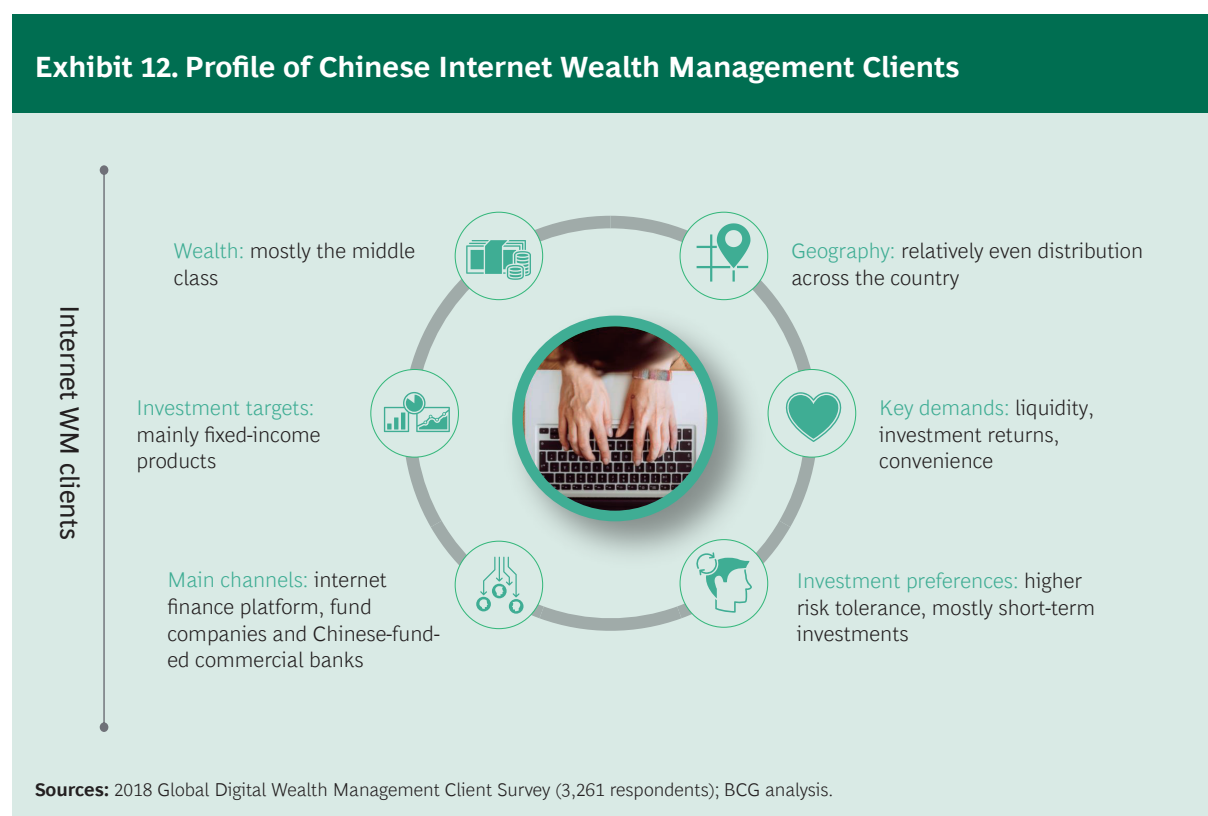 Exhibit 12. Profile of Chinese Internet Wealth Management Clients
Internet WM clients
Wealth: mostly the middle
class
Geography: relatively even distribution
across the country
Investment targets:
mainly fixed-income
products
Key demands: liquidity,
investment returns,
convenience
Main channels: internet
finance platform, fund
companies and Chinese-fund-
ed commercial banks
Investment preferences: higher
risk tolerance, mostly short-term
investments
Sources: 2018 Global Digital Wealth Management Client Survey (3,261 respondents); BCG analysis.